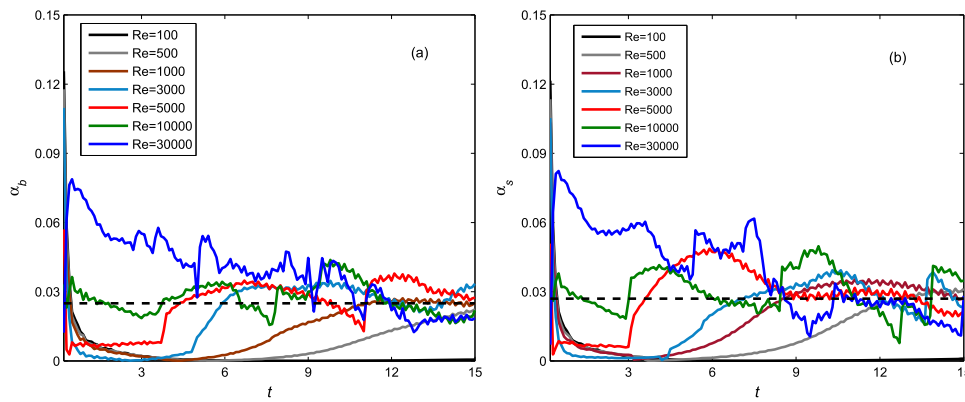 0.15
0.12
0.09
0.06
0.03
0
α_b
Re=100
Re=500
Re=1000
Re=3000
Re=5000
Re=10000
Re=30000
(a)
3 6 9 12 15
t
0.15
0.12
0.09
0.06
0.03
0
α_s
Re=100
Re=500
Re=1000
Re=3000
Re=5000
Re=10000
Re=30000
(b)
3 6 9 12 15
t